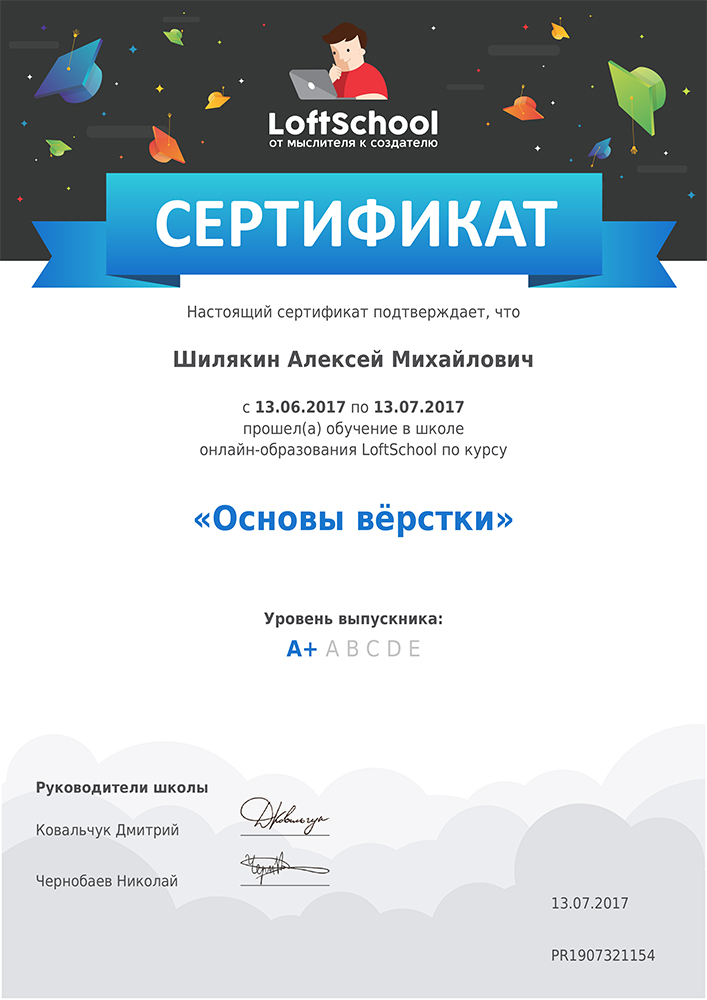 LoftSchool
от мыслителя к создателю
СЕРТИФИКАТ
Настоящий сертификат подтверждает, что
Шилякин Алексей Михайлович
с 13.06.2017 по 13.07.2017
прошел(а) обучение в школе
онлайн-образования LoftSchool по курсу
«Основы вёрстки»
Уровень выпускника:
A+ A B C D E
Руководители школы
Ковальчук Дмитрий
Чернобаев Николай
13.07.2017
PR1907321154